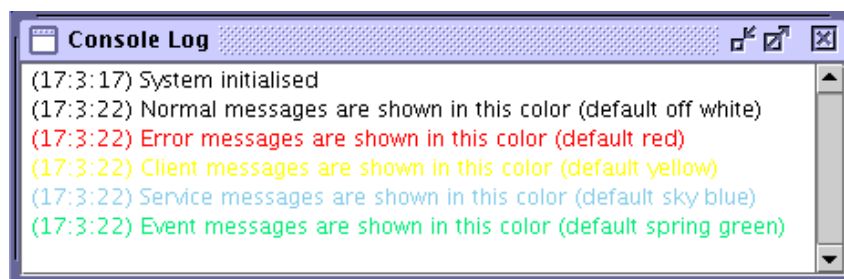 Console Log
(17:3:17) System initialised
(17:3:22) Normal messages are shown in this color (default off white)
(17:3:22) Error messages are shown in this color (default red)
(17:3:22) Client messages are shown in this color (default yellow)
(17:3:22) Service messages are shown in this color (default sky blue)
(17:3:22) Event messages are shown in this color (default spring green)